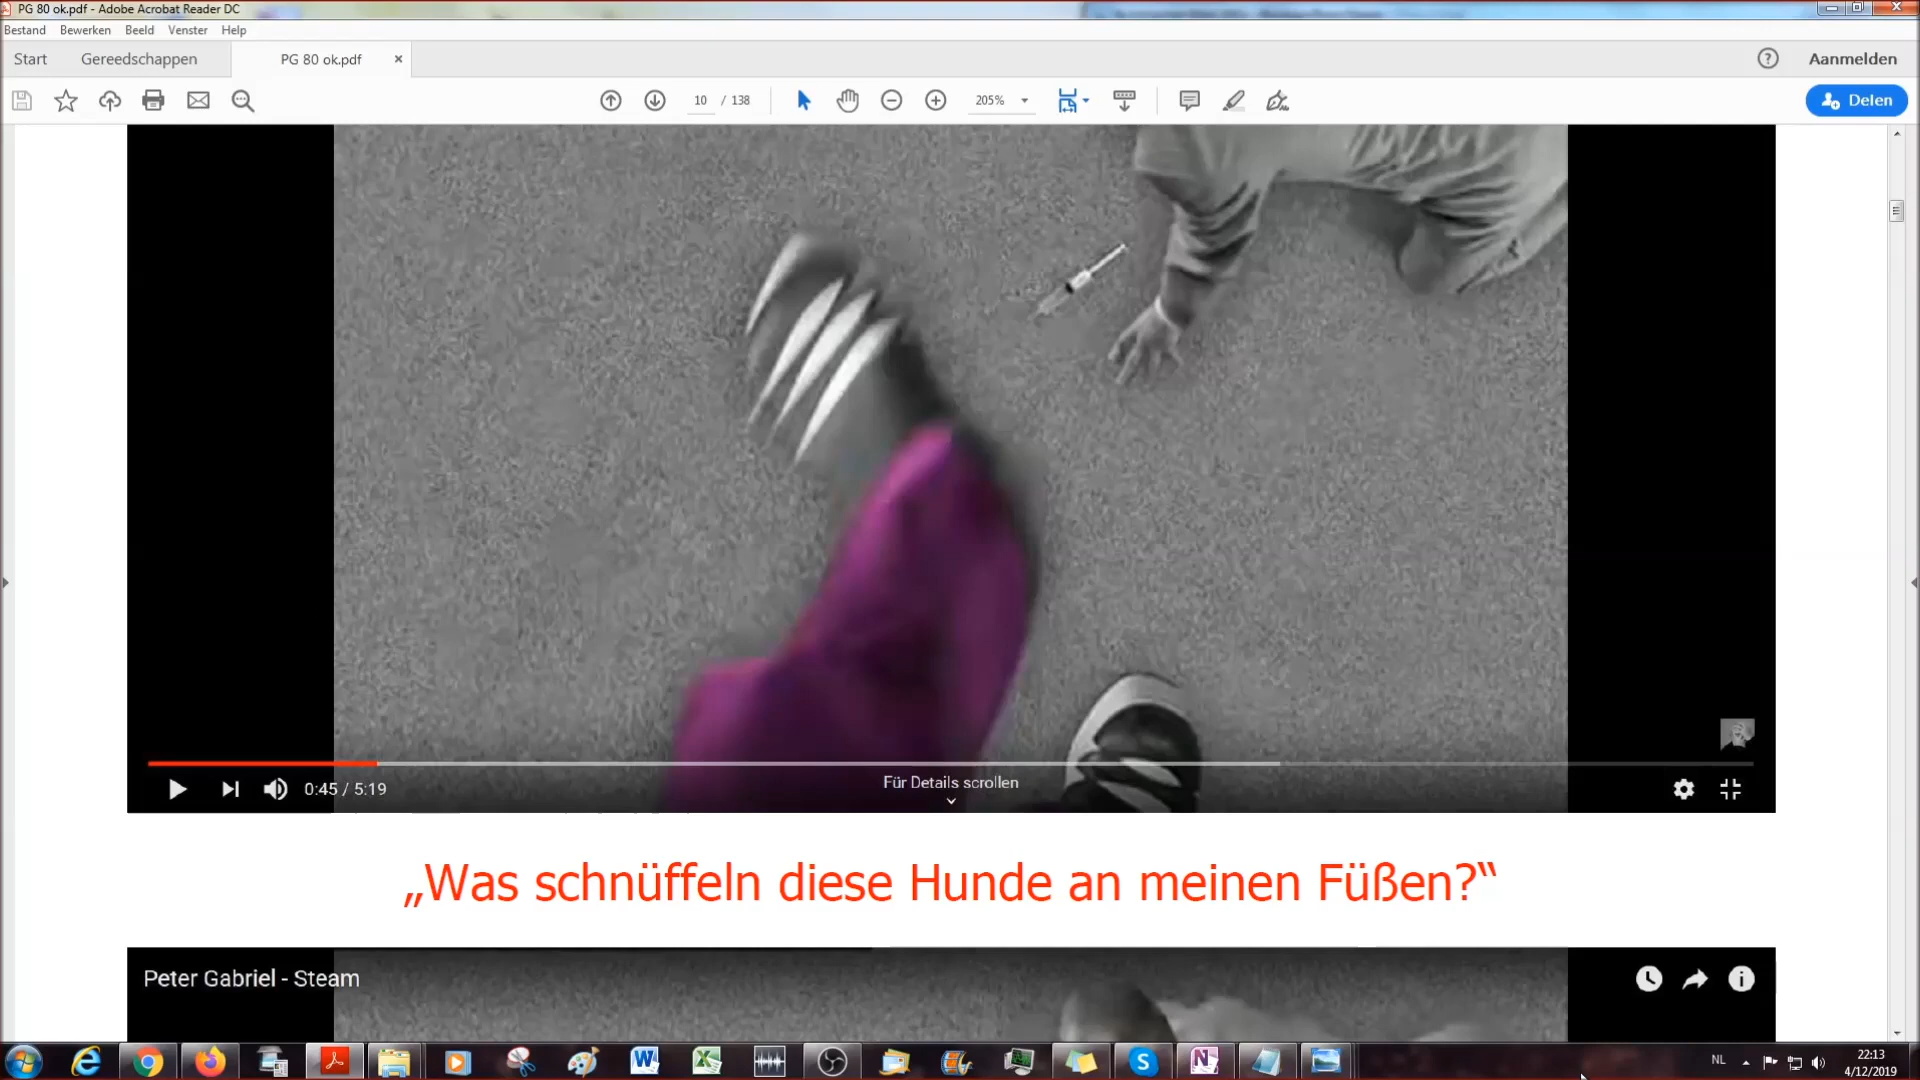 PG 80 ok.pdf - Adobe Acrobat Reader DC
Bestand Bewerken Beeld Venster Help
Start Gereedschappen PG 80 ok.pdf × Aanmelden
10 / 138 205% Delen
0:45 / 5:19
Für Details scrollen
„Was schnüffeln diese Hunde an meinen Füßen?“
Peter Gabriel - Steam
NL
22:13
4/12/2019